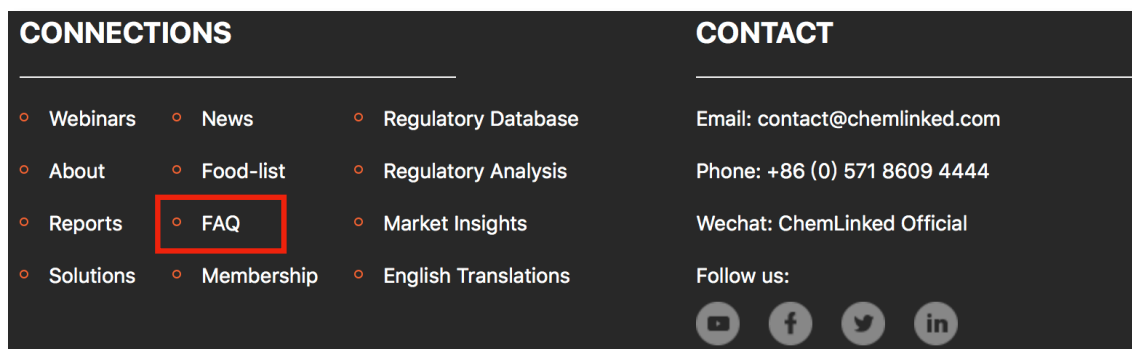 CONNECTIONS
Webinars
News
Regulatory Database
About
Food-list
Regulatory Analysis
Reports
FAQ
Market Insights
Solutions
Membership
English Translations
CONTACT
Email: contact@chemlinked.com
Phone: +86 (0) 571 8609 4444
Wechat: ChemLinked Official
Follow us:
f
in